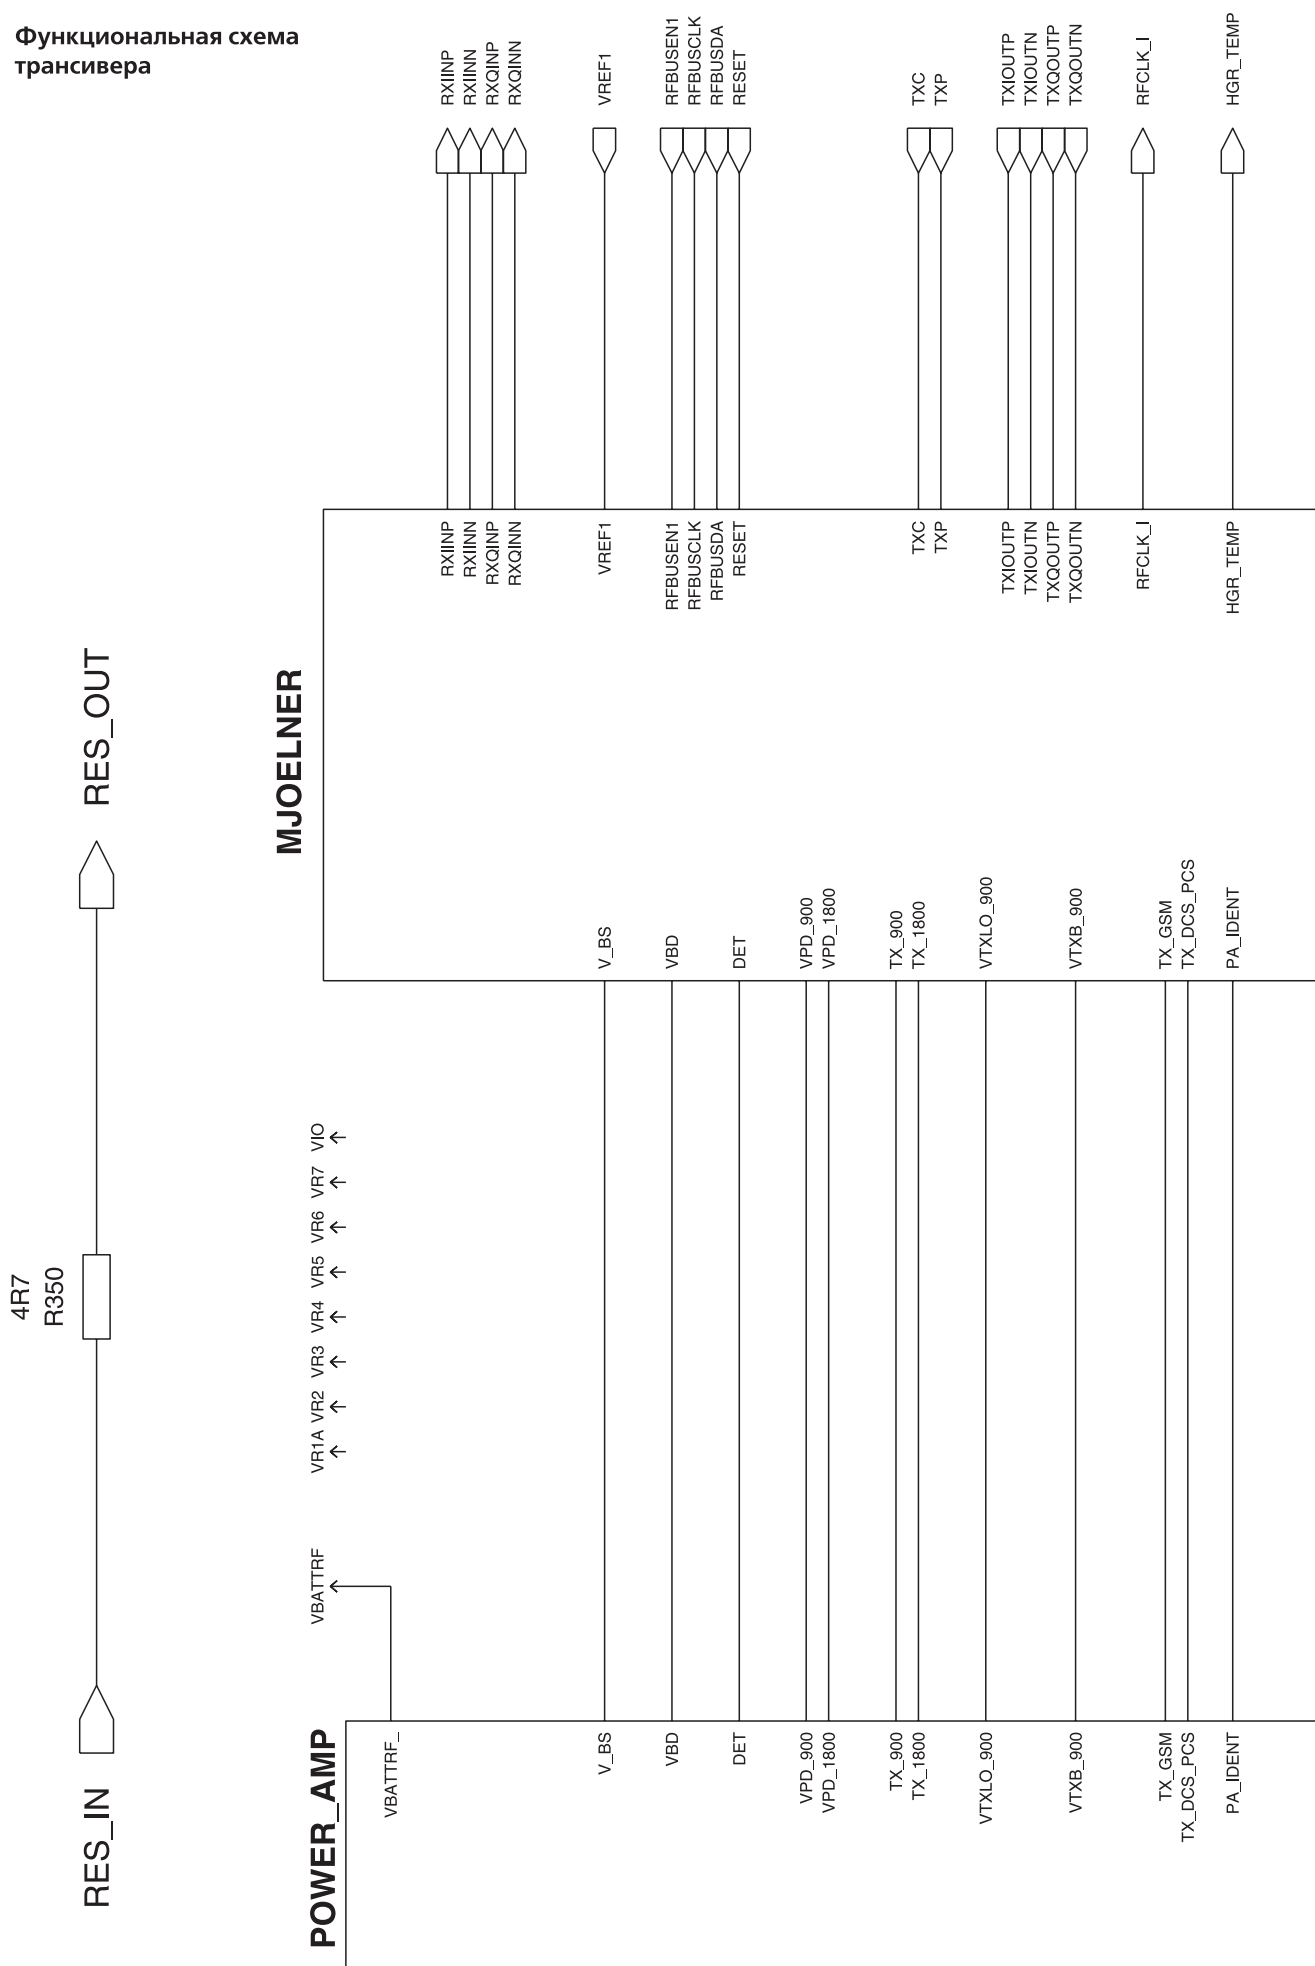 Функциональная схема
трансивера
RXIINP
RXIINN
RXQINP
RXQINN
VREF1
RFBUSEN1
RFBUSCLK
RFBUSDA
RESET
TXC
TXP
TXIOUTP
TXIOUTN
TXQOUTP
TXQOUTN
RFCLK_I
HGR_TEMP
RXIINP
RXIINN
RXQINP
RXQINN
VREF1
RFBUSEN1
RFBUSCLK
RFBUSDA
RESET
TXC
TXP
TXIOUTP
TXIOUTN
TXQOUTP
TXQOUTN
RFCLK_I
HGR_TEMP
RES_OUT
MJOELNER
V_BS
VBD
DET
VPD_900
VPD_1800
TX_900
TX_1800
VTXLO_900
VTXB_900
TX_GSM
TX_DCS_PCS
PA_IDENT
4R7
R350
VR1A VR2 VR3 VR4 VR5 VR6 VR7 VIO
VBATTRF
RES_IN
POWER_AMP
VBATTRF_
V_BS
VBD
DET
VPD_900
VPD_1800
TX_900
TX_1800
VTXLO_900
VTXB_900
TX_GSM
TX_DCS_PCS
PA_IDENT